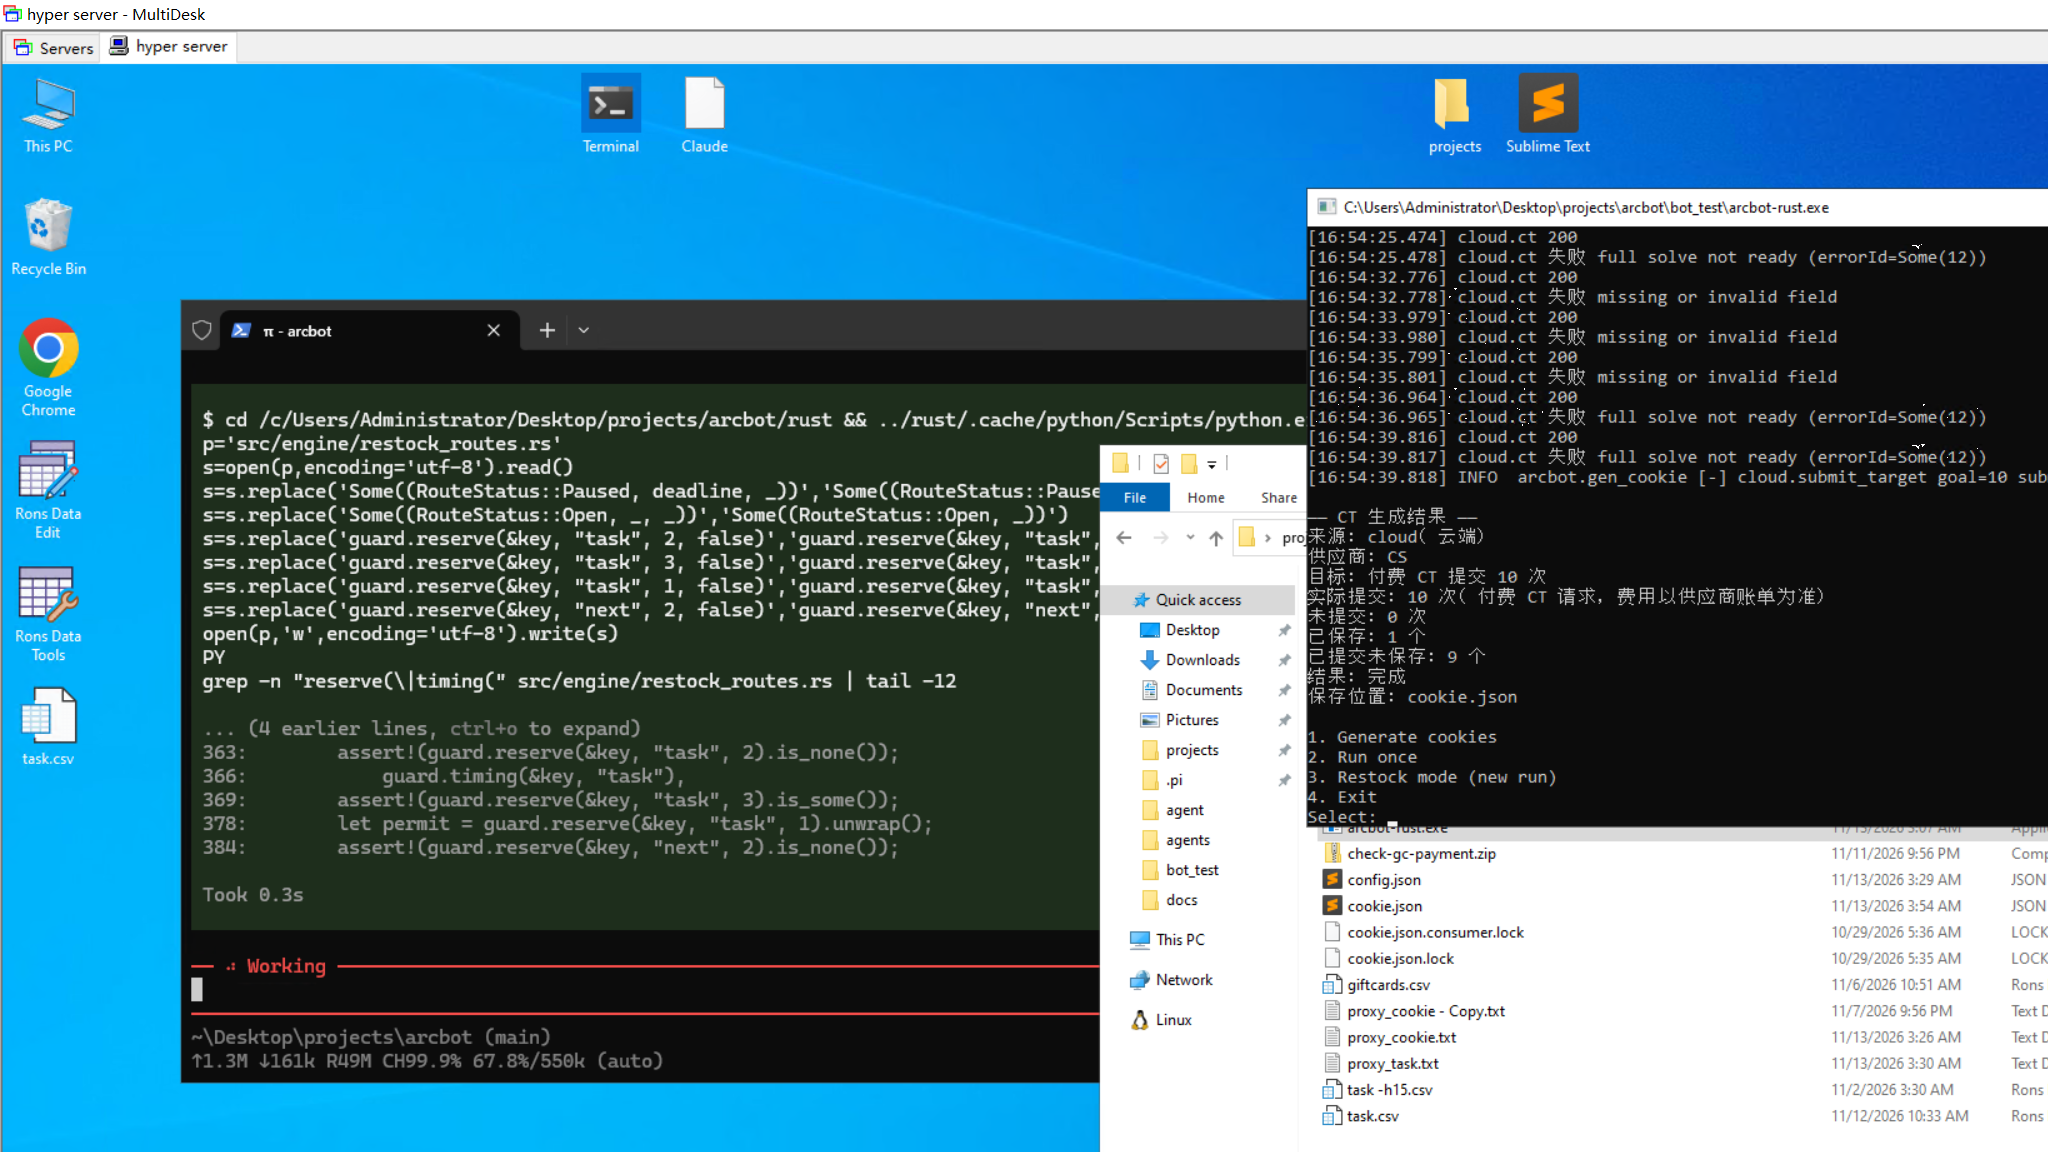 hyper server - MultiDesk
Servers
hyper server
This PC
Recycle Bin
Google
Chrome
Rons Data
Edit
Rons Data
Tools
task.csv
Terminal
Claude
projects
Sublime Text
π - arcbot
$ cd /c/Users/Administrator/Desktop/projects/arcbot/rust && ../rust/.cache/python/Scripts/python.e
p='src/engine/restock_routes.rs'
s=open(p,encoding='utf-8').read()
s=s.replace('Some((RouteStatus::Paused, deadline, _))','Some((RouteStatus::Pause
s=s.replace('Some((RouteStatus::Open, _, _))','Some((RouteStatus::Open, _))')
s=s.replace('guard.reserve(&key, "task", 2, false)','guard.reserve(&key, "task",
s=s.replace('guard.reserve(&key, "task", 3, false)','guard.reserve(&key, "task",
s=s.replace('guard.reserve(&key, "task", 1, false)','guard.reserve(&key, "task",
s=s.replace('guard.reserve(&key, "next", 2, false)','guard.reserve(&key, "next",
open(p,'w',encoding='utf-8').write(s)
PY
grep -n "reserve(\|timing(" src/engine/restock_routes.rs | tail -12
... (4 earlier lines, ctrl+o to expand)
363:        assert!(guard.reserve(&key, "task", 2).is_none());
366:            guard.timing(&key, "task"),
369:        assert!(guard.reserve(&key, "task", 3).is_some());
378:        let permit = guard.reserve(&key, "task", 1).unwrap();
384:        assert!(guard.reserve(&key, "next", 2).is_none());
Took 0.3s
Working
~\Desktop\projects\arcbot (main)
↑1.3M ↓161k R49M CH99.9% 67.8%/550k (auto)
File
Home
Share
Quick access
Desktop
Downloads
Documents
Pictures
projects
.pi
agent
agents
bot_test
docs
This PC
Network
Linux
C:\Users\Administrator\Desktop\projects\arcbot\bot_test\arcbot-rust.exe
[16:54:25.474] cloud.ct 200
[16:54:25.478] cloud.ct 失败 full solve not ready (errorId=Some(12))
[16:54:32.776] cloud.ct 200
[16:54:32.778] cloud.ct 失败 missing or invalid field
[16:54:33.979] cloud.ct 200
[16:54:33.980] cloud.ct 失败 missing or invalid field
[16:54:35.799] cloud.ct 200
[16:54:35.801] cloud.ct 失败 missing or invalid field
[16:54:36.964] cloud.ct 200
[16:54:36.965] cloud.ct 失败 full solve not ready (errorId=Some(12))
[16:54:39.816] cloud.ct 200
[16:54:39.817] cloud.ct 失败 full solve not ready (errorId=Some(12))
[16:54:39.818] INFO  arcbot.gen_cookie [-] cloud.submit_target goal=10 sub
── CT 生成结果 ──
来源: cloud( 云端)
供应商: CS
目标: 付费 CT 提交 10 次
实际提交: 10 次( 付费 CT 请求，费用以供应商账单为准)
未提交: 0 次
已保存: 1 个
已提交未保存: 9 个
结果: 完成
保存位置: cookie.json
1. Generate cookies
2. Run once
3. Restock mode (new run)
4. Exit
Select:
arcbot-rust.exe 11/13/2026 3:07 AM Appli
check-gc-payment.zip 11/11/2026 9:56 PM Comp
config.json 11/13/2026 3:29 AM JSON
cookie.json 11/13/2026 3:54 AM JSON
cookie.json.consumer.lock 10/29/2026 5:36 AM LOCK
cookie.json.lock 10/29/2026 5:35 AM LOCK
giftcards.csv 11/6/2026 10:51 AM Rons
proxy_cookie - Copy.txt 11/7/2026 9:56 PM Text D
proxy_cookie.txt 11/13/2026 3:26 AM Text D
proxy_task.txt 11/13/2026 3:30 AM Text D
task -h15.csv 11/2/2026 3:30 AM Rons
task.csv 11/12/2026 10:33 AM Rons